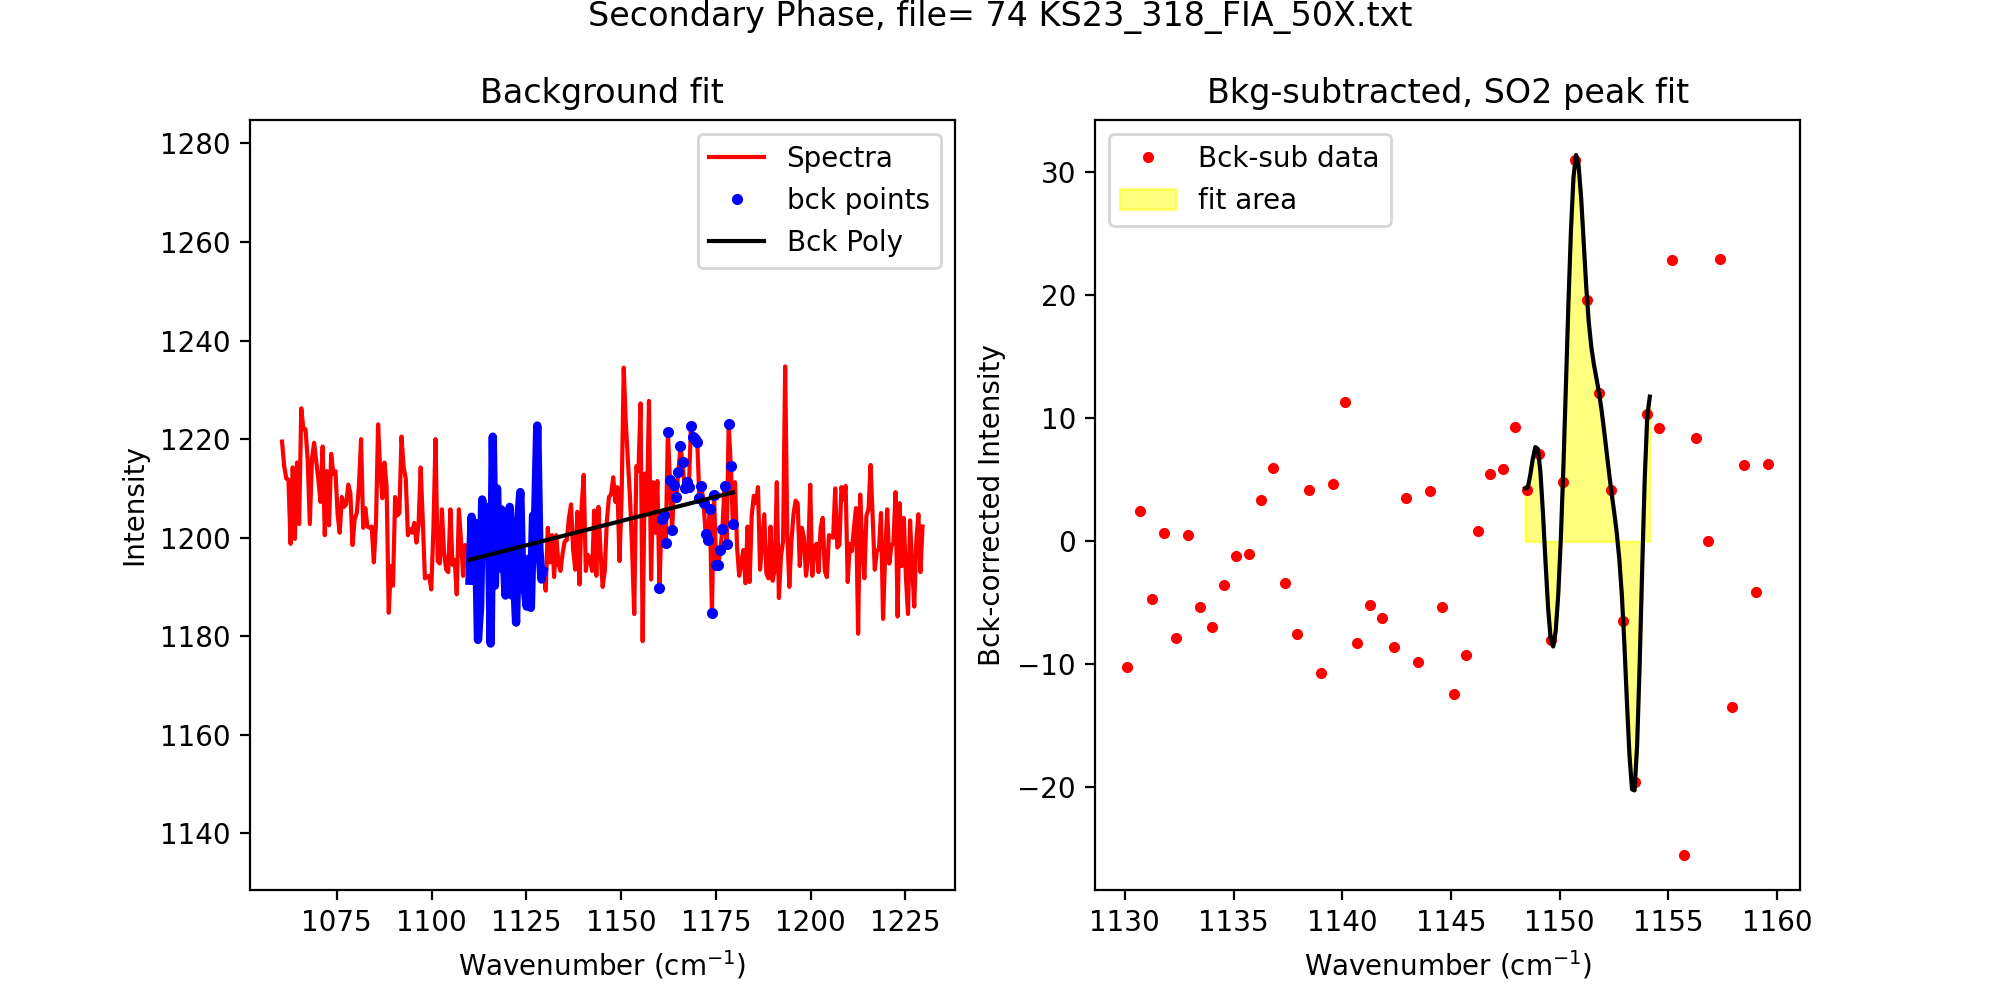 Secondary Phase, file= 74 KS23_318_FIA_50X.txt
Background fit
1280
1260
1240
1220
1200
1180
1160
1140
Intensity
Spectra
bck points
Bck Poly
1075 1100 1125 1150 1175 1200 1225
Wavenumber (cm⁻¹)
Bkg-subtracted, SO2 peak fit
30
20
10
0
−10
−20
Bck-corrected Intensity
Bck-sub data
fit area
1130 1135 1140 1145 1150 1155 1160
Wavenumber (cm⁻¹)